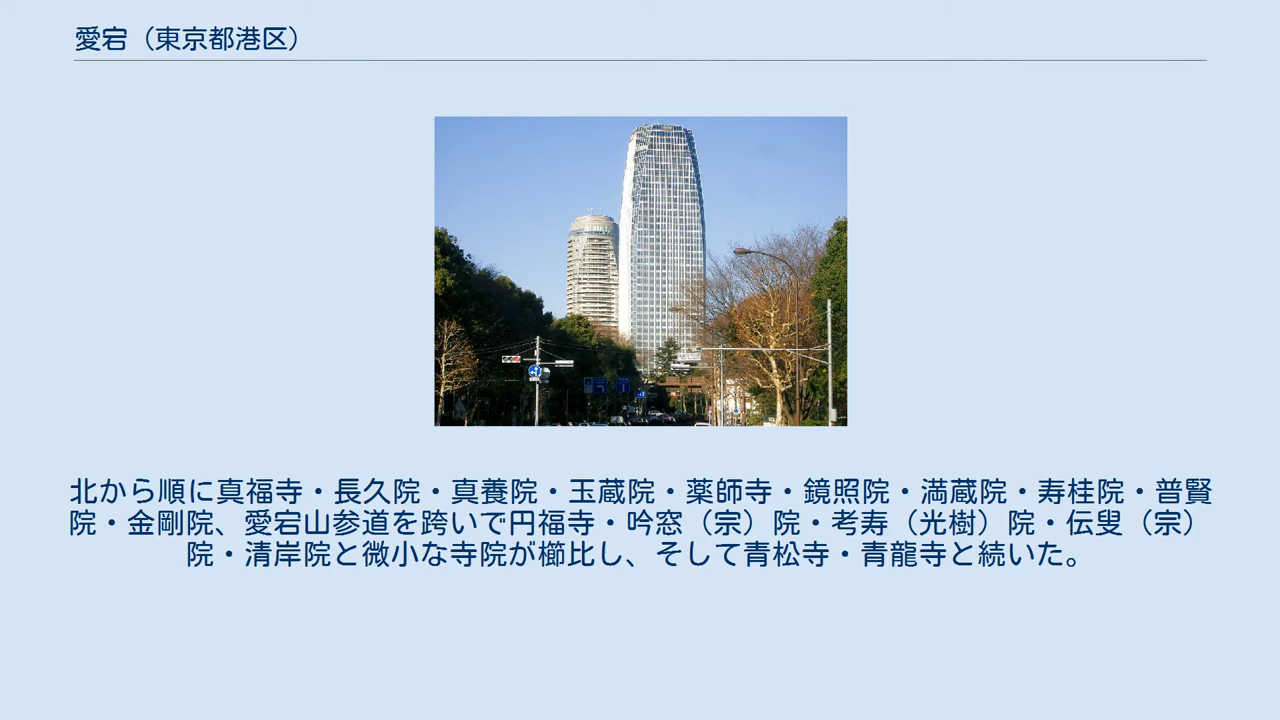 愛宕（東京都港区）
北から順に真福寺・長久院・真養院・玉蔵院・薬師寺・鏡照院・満蔵院・寿桂院・普賢
院・金剛院、愛宕山参道を跨いで円福寺・吟窓（宗）院・考寿（光樹）院・伝叟（宗）
院・清岸院と微小な寺院が櫛比し、そして青松寺・青龍寺と続いた。